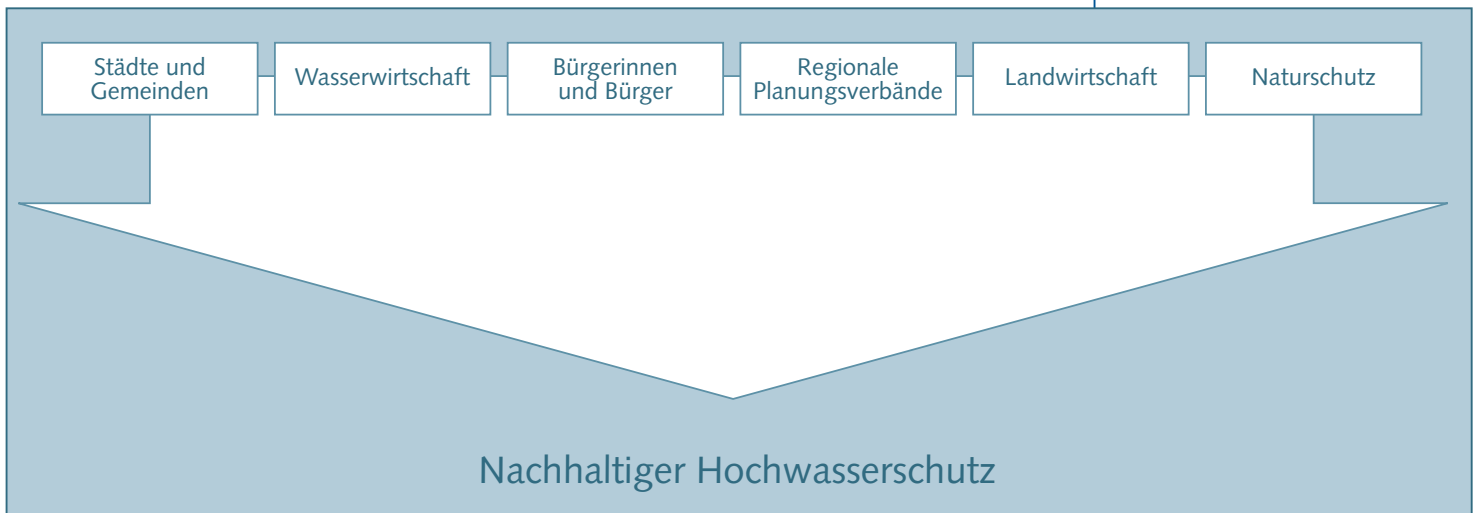 Städte und
Gemeinden
Wasserwirtschaft
Bürgerinnen
und Bürger
Regionale
Planungsverbände
Landwirtschaft
Naturschutz
Nachhaltiger Hochwasserschutz